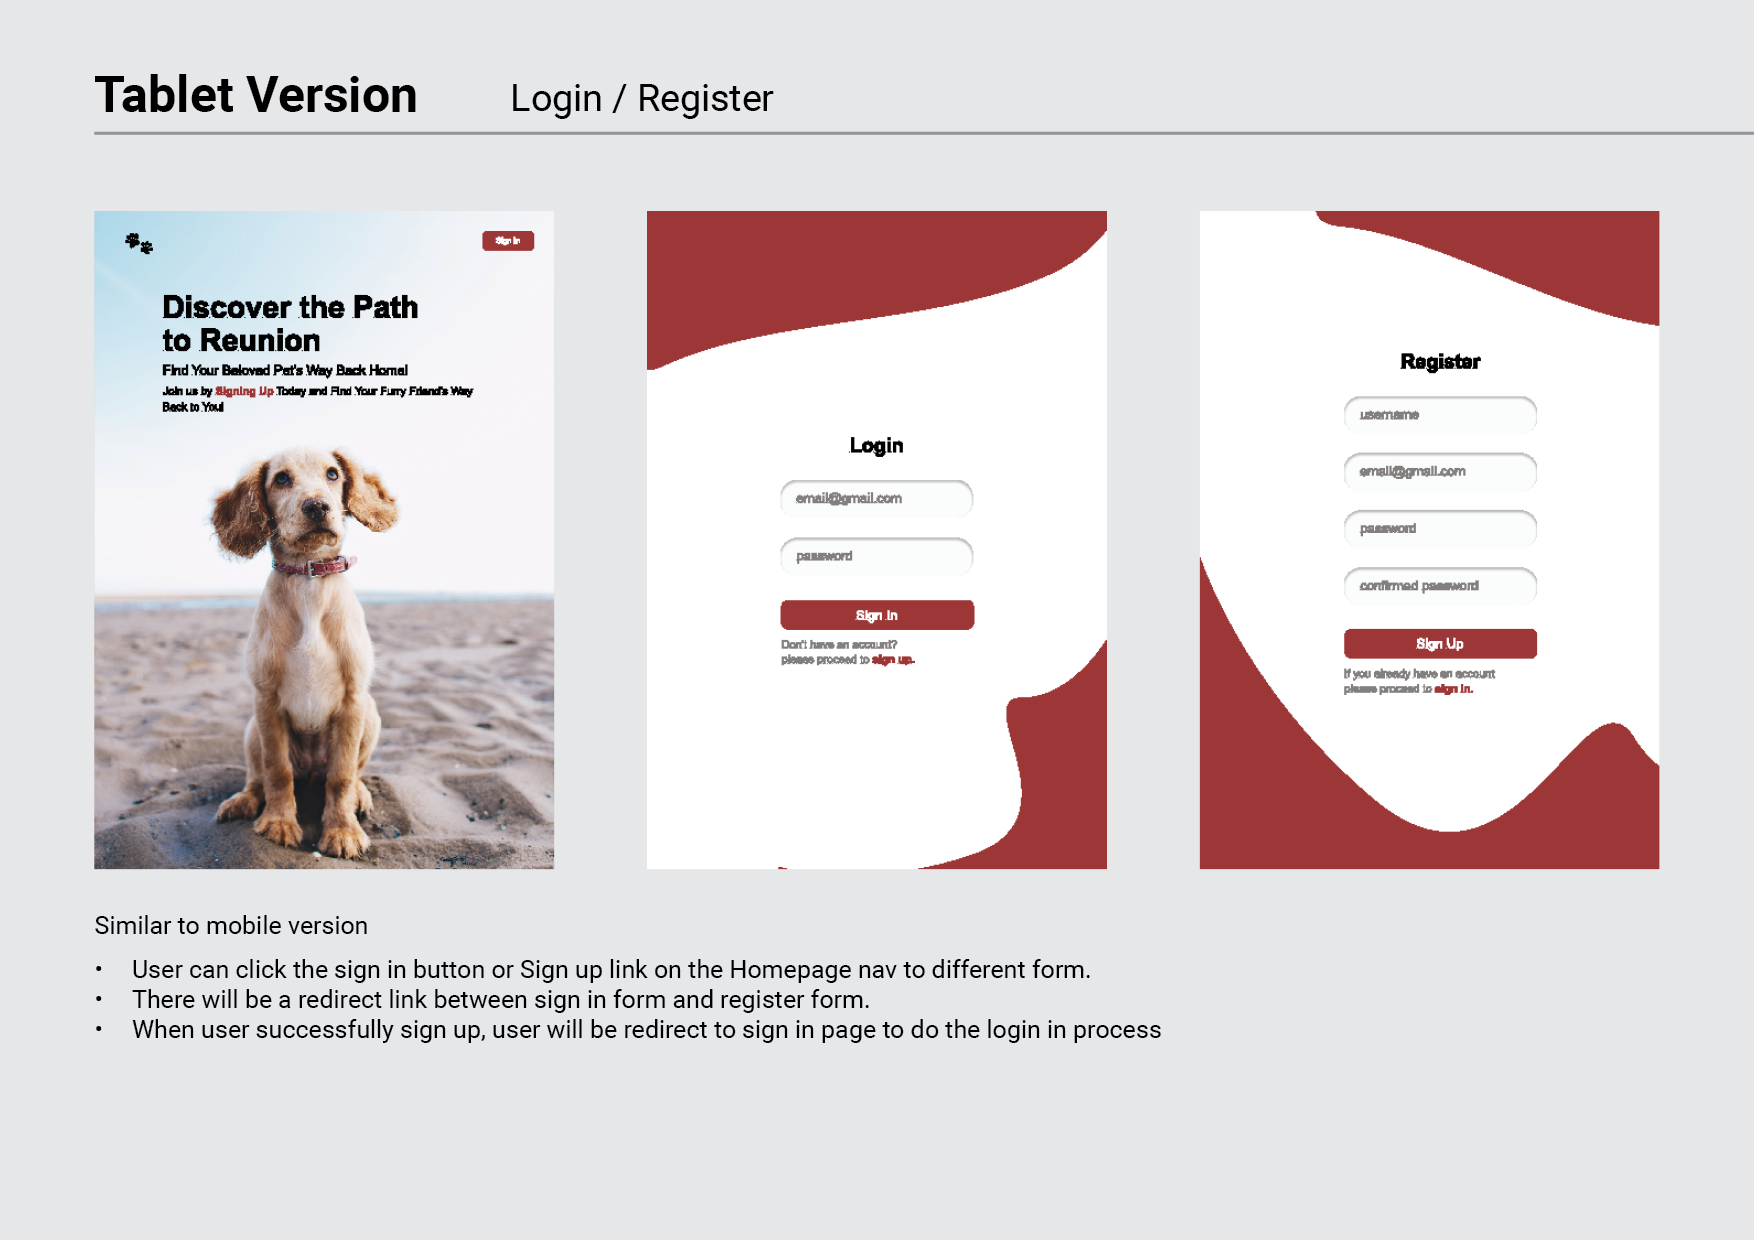 Tablet Version Login / Register
Sign In
Discover the Path
to Reunion
Find Your Beloved Pet's Way Back Home!
Join us by Signing Up Today and Find Your Furry Friend's Way
Back to You!
Login
email@gmail.com
password
Sign In
Don't have an account?
please proceed to sign up.
Register
username
email@gmail.com
password
confirmed password
Sign Up
If you already have an account
please proceed to sign in.
Similar to mobile version
• User can click the sign in button or Sign up link on the Homepage nav to different form.
• There will be a redirect link between sign in form and register form.
• When user successfully sign up, user will be redirect to sign in page to do the login in process